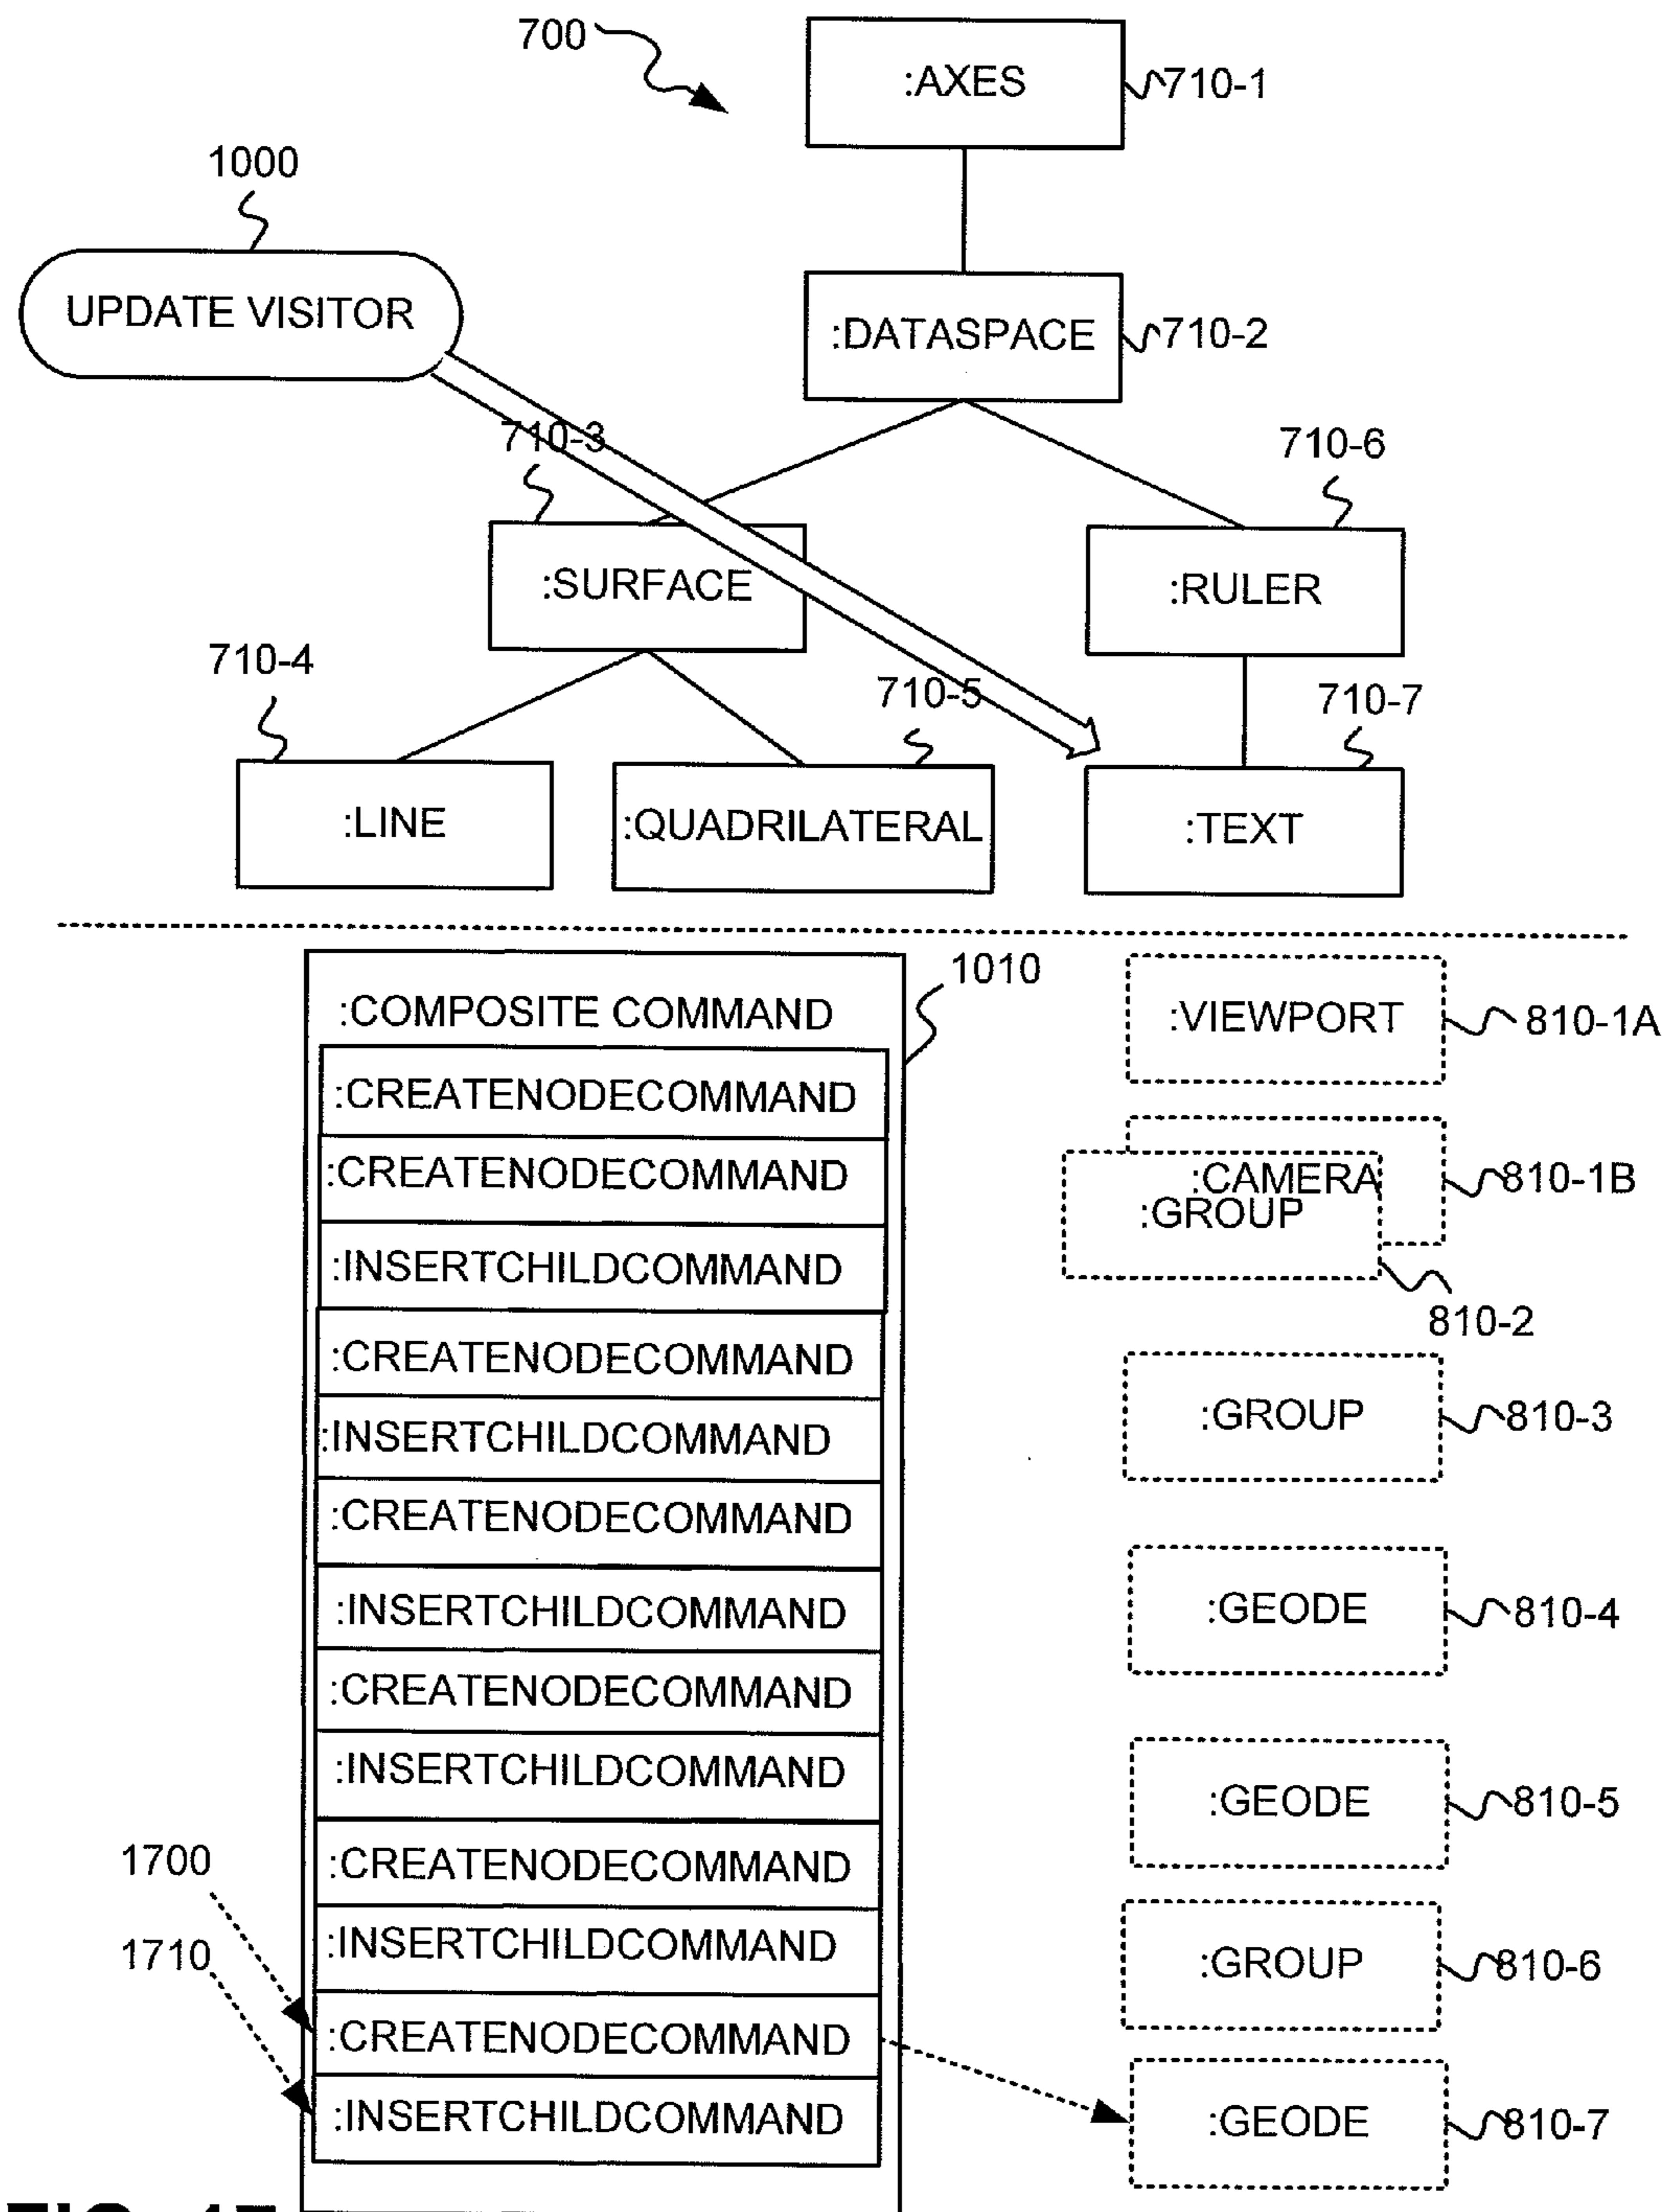 700
:AXES
710-1
1000
UPDATE VISITOR
:DATASPACE
710-2
710-3
710-6
:SURFACE
:RULER
710-4
710-5
710-7
:LINE
:QUADRILATERAL
:TEXT
1010
:COMPOSITE COMMAND
:VIEWPORT
810-1A
:CREATENODECOMMAND
:CREATENODECOMMAND
:CAMERA
810-1B
:GROUP
:INSERTCHILDCOMMAND
810-2
:CREATENODECOMMAND
:GROUP
810-3
:INSERTCHILDCOMMAND
:CREATENODECOMMAND
:INSERTCHILDCOMMAND
:GEODE
810-4
:CREATENODECOMMAND
:INSERTCHILDCOMMAND
:GEODE
810-5
1700
:CREATENODECOMMAND
1710
:INSERTCHILDCOMMAND
:GROUP
810-6
:CREATENODECOMMAND
:INSERTCHILDCOMMAND
:GEODE
810-7